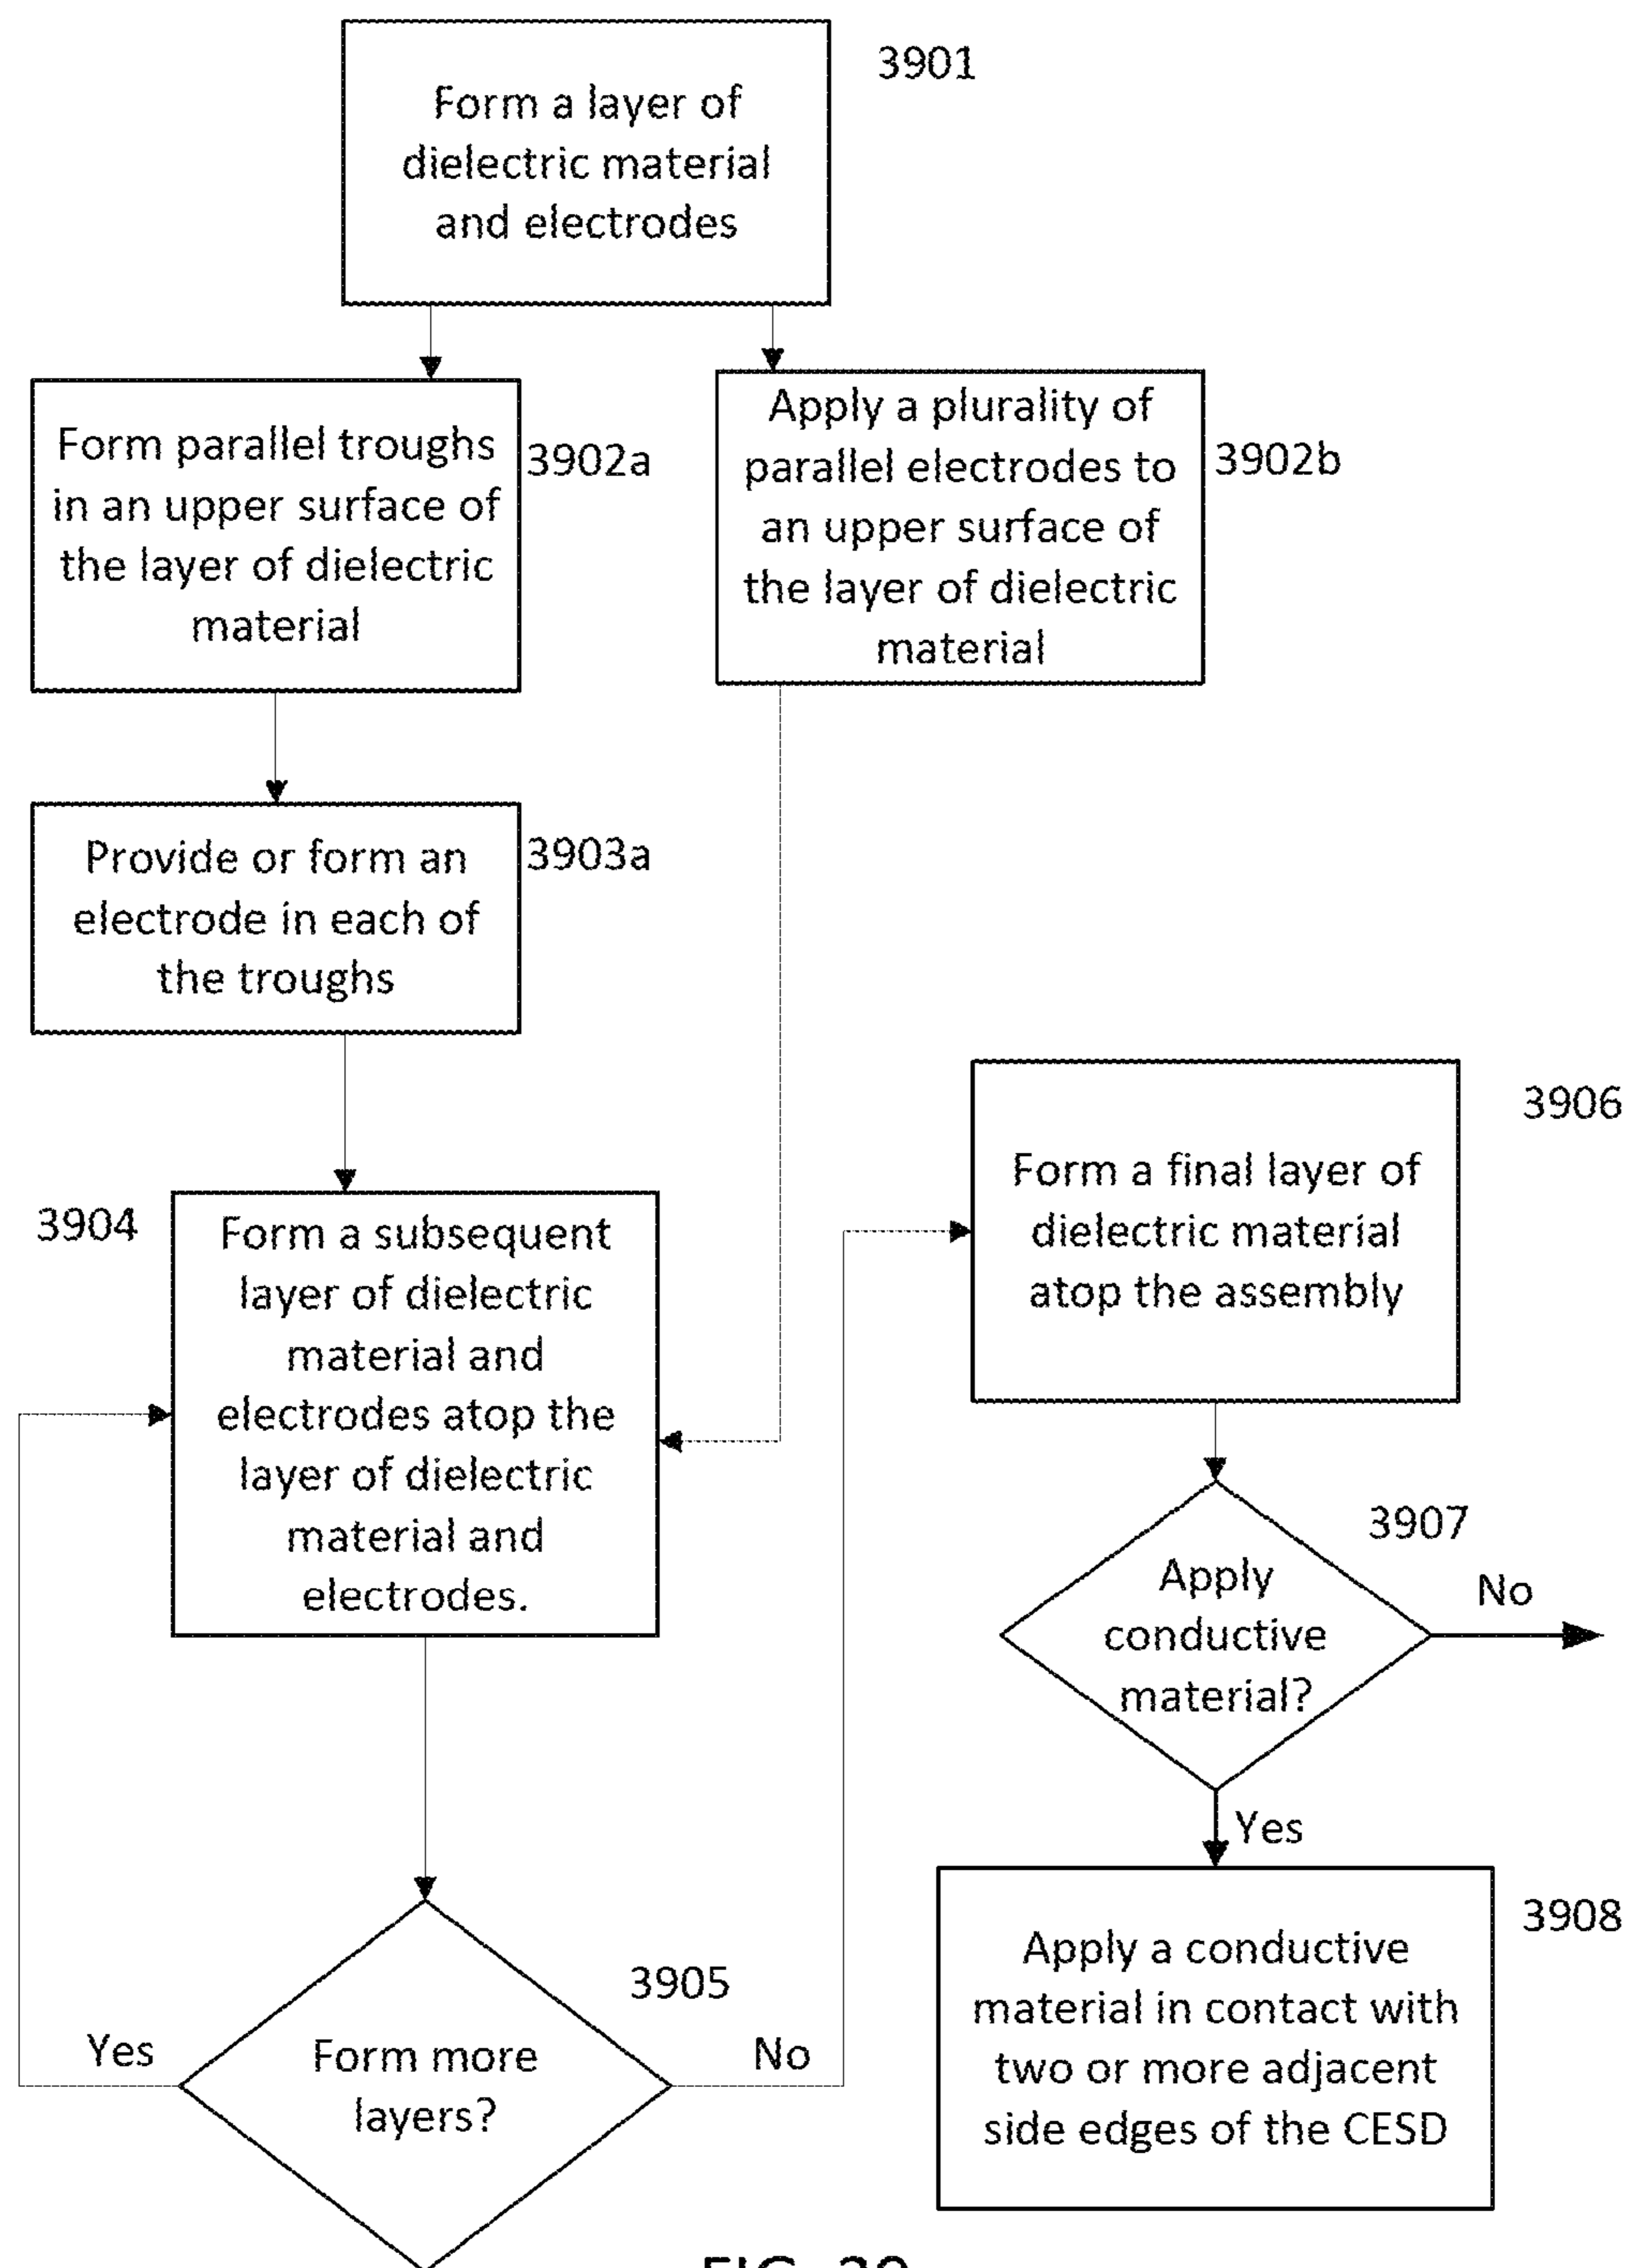 Form a layer of
dielectric material
and electrodes
3901
Form parallel troughs
in an upper surface of
the layer of dielectric
material
3902a
Apply a plurality of
parallel electrodes to
an upper surface of
the layer of dielectric
material
3902b
Provide or form an
electrode in each of
the troughs
3903a
3904
Form a subsequent
layer of dielectric
material and
electrodes atop the
layer of dielectric
material and
electrodes.
Form more
layers?
3905
Yes
No
Form a final layer of
dielectric material
atop the assembly
3906
Apply
conductive
material?
3907
No
Yes
Apply a conductive
material in contact with
two or more adjacent
side edges of the CESD
3908
FIG. 39